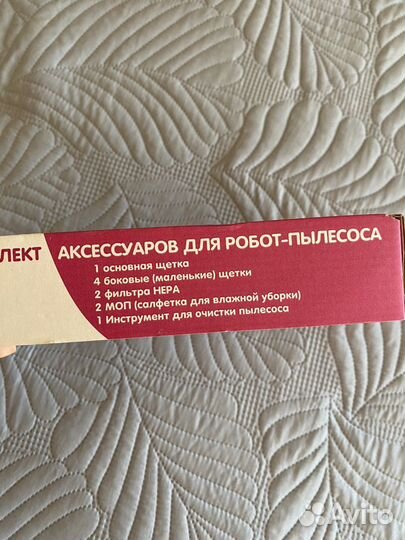 ЛЕКТ АКСЕССУАРОВ ДЛЯ РОБОТ-ПЫЛЕСОСА
1 основная щетка
4 боковые (маленькие) щетки
2 фильтра HEPA
2 МОП (салфетка для влажной уборки)
1 Инструмент для очистки пылесоса
Avito